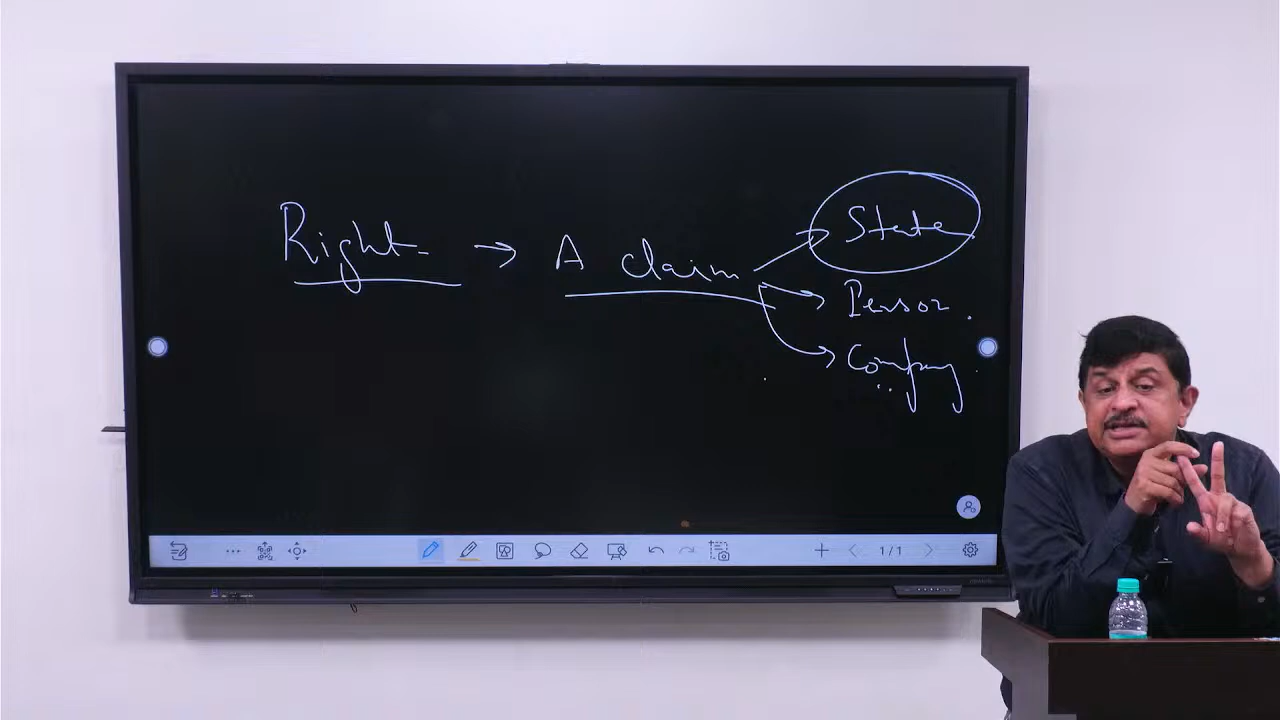 Right → A claim → State
→ Person.
→ Company
1/1